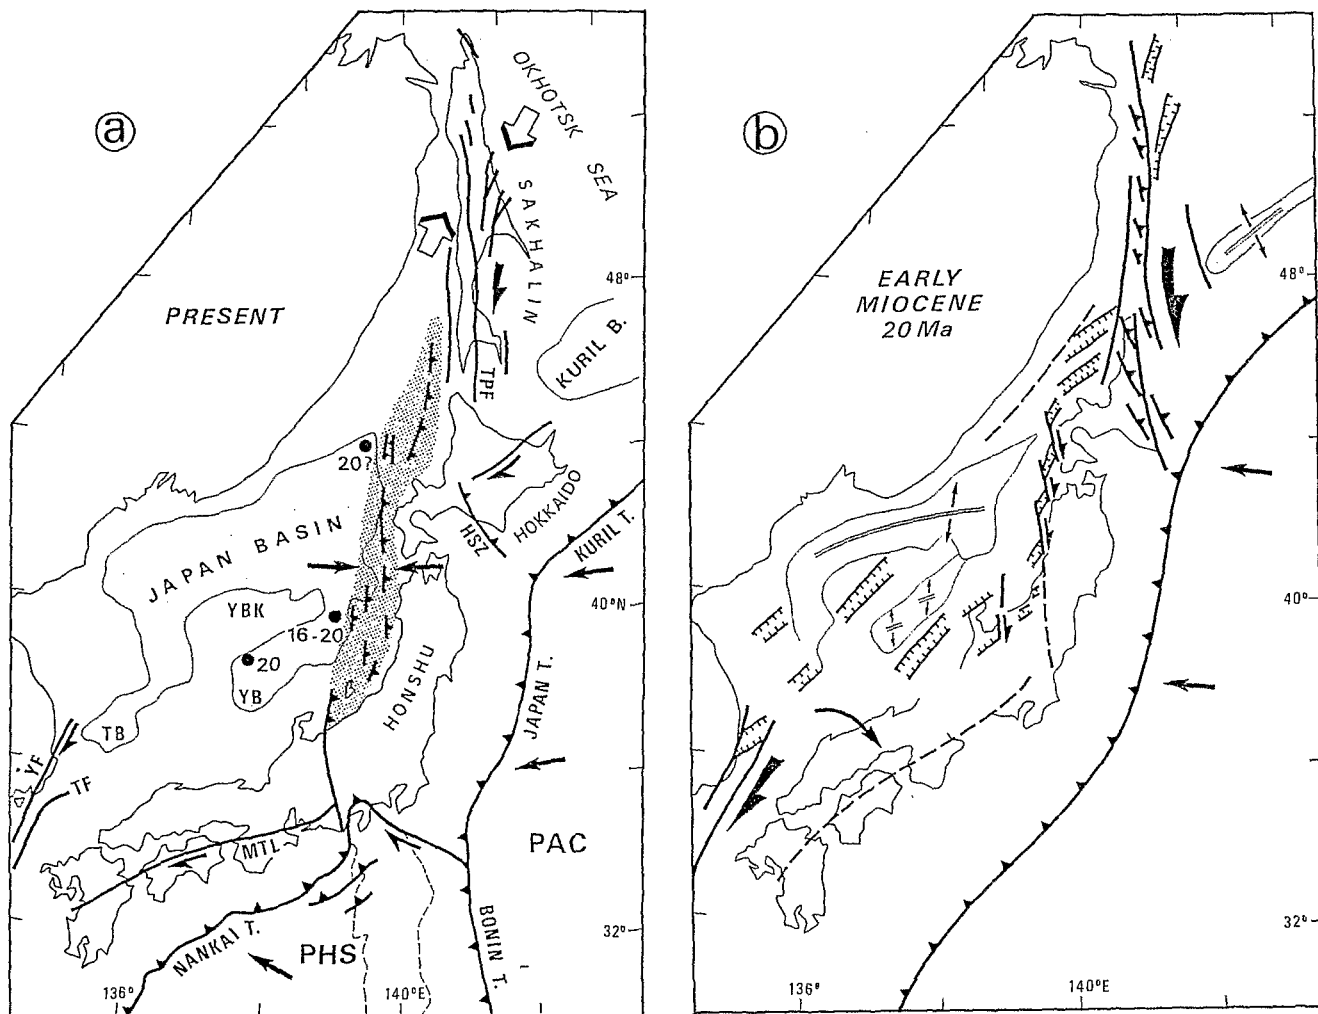 a
OKHOTSK SEA
SAKHALIN
48°
PRESENT
KURIL B.
TPF
20?
JAPAN BASIN
HSZ
HOKKAIDO
KURIL T.
40°N
YBK
16-20
20
YB
B
HONSHU
JAPAN T.
TB
YF
TF
MTL
PAC
NANKAI T.
PHS
BONIN T.
32°
136°
140°E
b
EARLY
MIOCENE
20 Ma
48°
40°
32°
136°
140°E